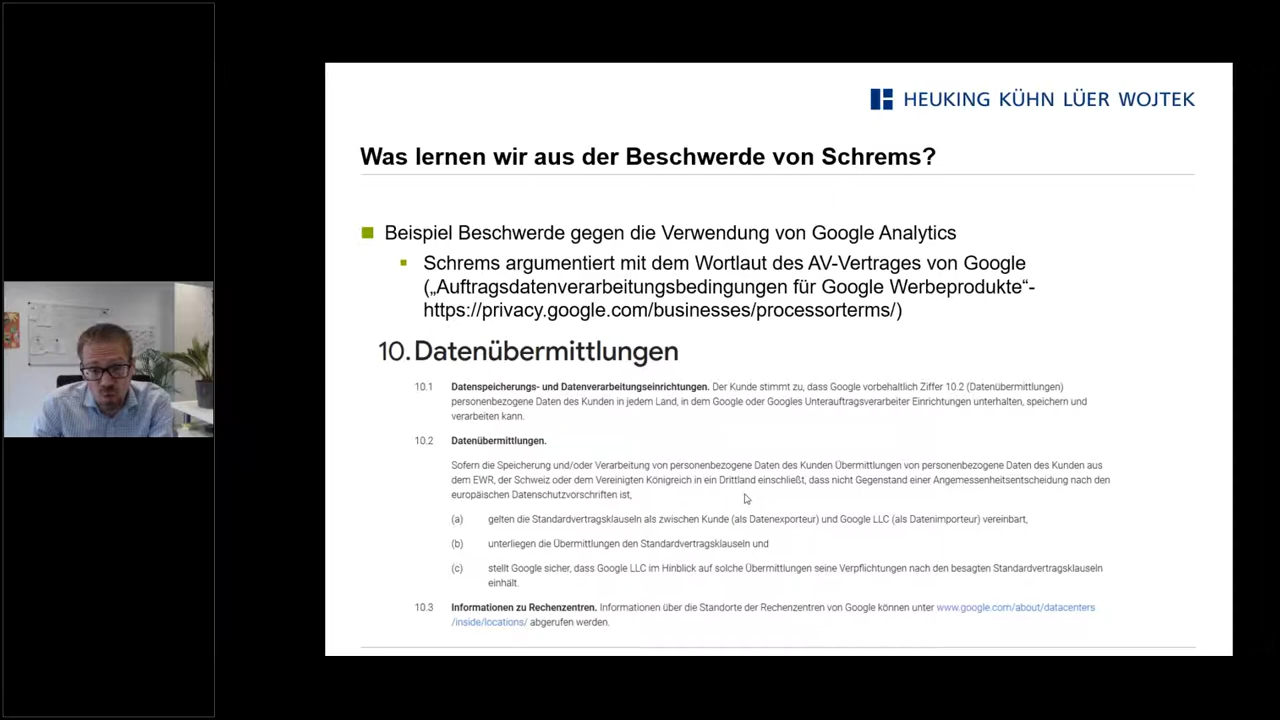 HEUKING KÜHN LÜER WOJTEK
Was lernen wir aus der Beschwerde von Schrems?
Beispiel Beschwerde gegen die Verwendung von Google Analytics
Schrems argumentiert mit dem Wortlaut des AV-Vertrages von Google
(„Auftragsdatenverarbeitungsbedingungen für Google Werbeprodukte“-
https://privacy.google.com/businesses/processorterms/)
10. Datenübermittlungen
10.1 Datenspeicherungs- und Datenverarbeitungseinrichtungen. Der Kunde stimmt zu, dass Google vorbehaltlich Ziffer 10.2 (Datenübermittlungen)
personenbezogene Daten des Kunden in jedem Land, in dem Google oder Googles Unterauftragsverarbeiter Einrichtungen unterhalten, speichern und
verarbeiten kann.
10.2 Datenübermittlungen.
Sofern die Speicherung und/oder Verarbeitung von personenbezogene Daten des Kunden Übermittlungen von personenbezogene Daten des Kunden aus
dem EWR, der Schweiz oder dem Vereinigten Königreich in ein Drittland einschließt, dass nicht Gegenstand einer Angemessenheitsentscheidung nach den
europäischen Datenschutzvorschriften ist,
(a) gelten die Standardvertragsklauseln als zwischen Kunde (als Datenexporteur) und Google LLC (als Datenimporteur) vereinbart,
(b) unterliegen die Übermittlungen den Standardvertragsklauseln und
(c) stellt Google sicher, dass Google LLC im Hinblick auf solche Übermittlungen seine Verpflichtungen nach den besagten Standardvertragsklauseln
einhält.
10.3 Informationen zu Rechenzentren. Informationen über die Standorte der Rechenzentren von Google können unter www.google.com/about/datacenters
/inside/locations/ abgerufen werden.